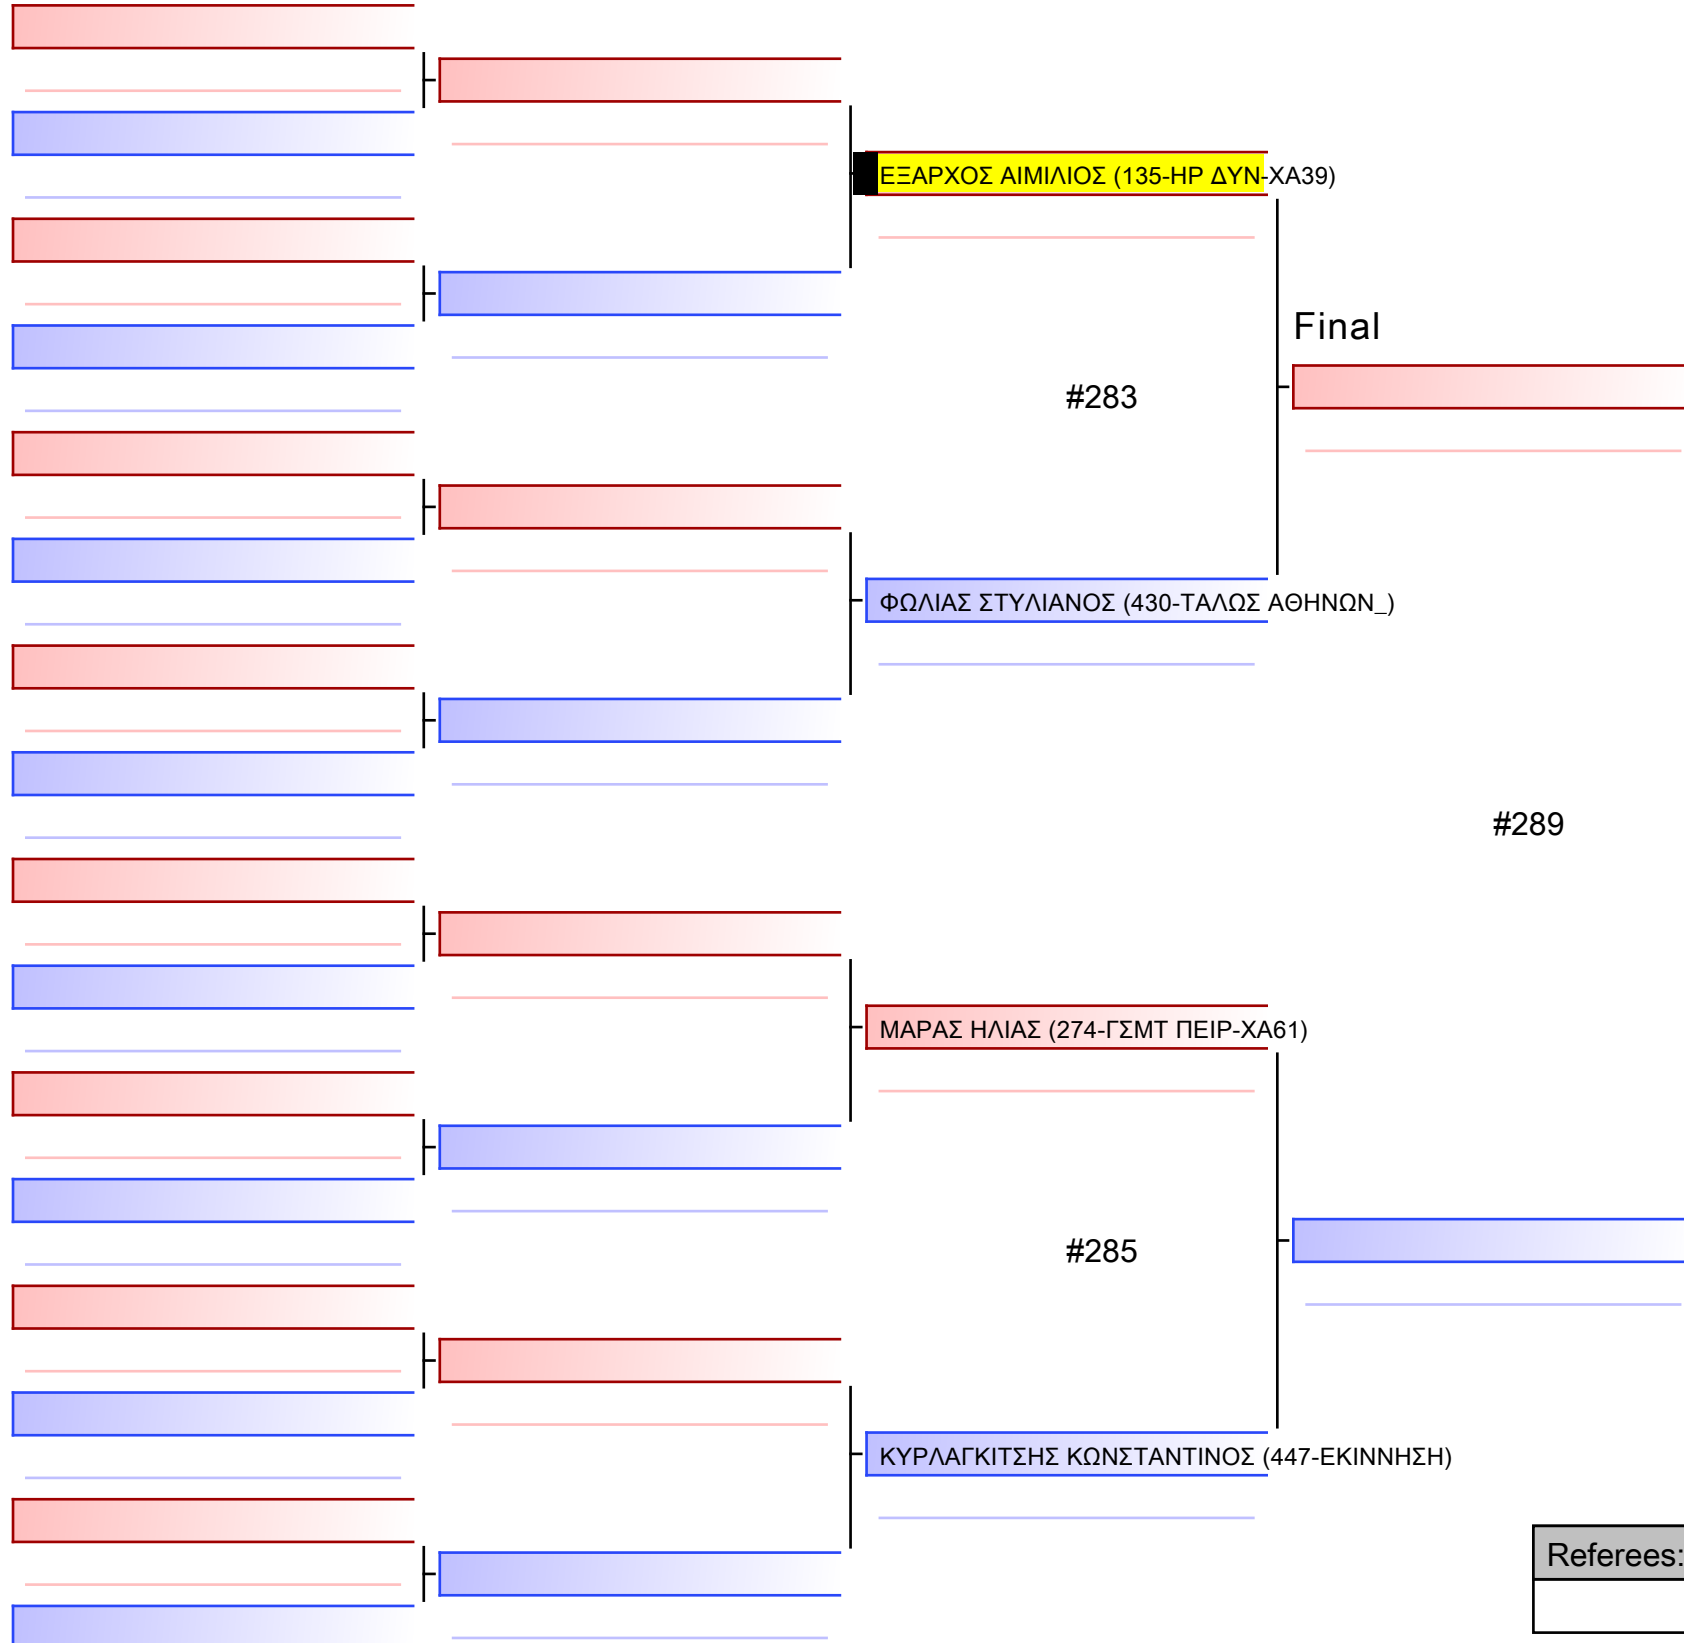 ΕΞΑΡΧΟΣ ΑΙΜΙΛΙΟΣ (135-ΗΡ ΔΥΝ-ΧΑ39)
Final
#283
ΦΩΛΙΑΣ ΣΤΥΛΙΑΝΟΣ (430-ΤΑΛΩΣ ΑΘΗΝΩΝ_)
#289
ΜΑΡΑΣ ΗΛΙΑΣ (274-ΓΣΜΤ ΠΕΙΡ-ΧΑ61)
#285
ΚΥΡΛΑΓΚΙΤΣΗΣ ΚΩΝΣΤΑΝΤΙΝΟΣ (447-ΕΚΙΝΝΗΣΗ)
Referees: